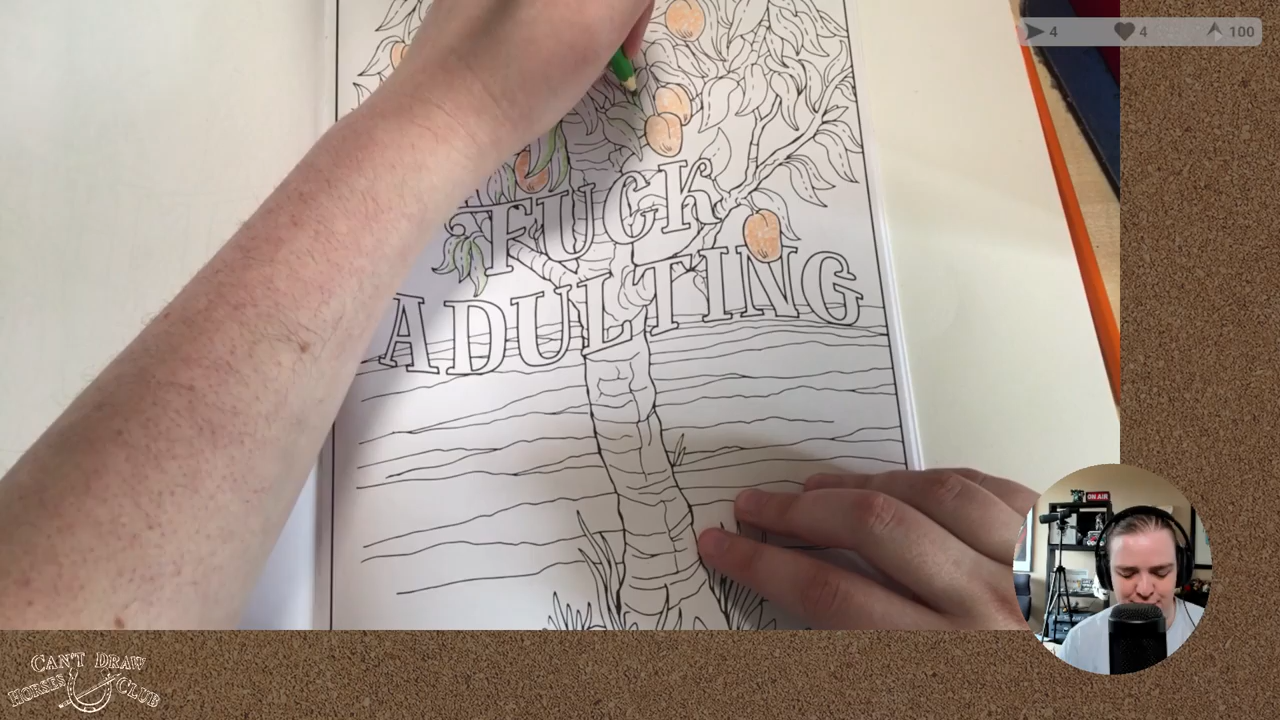 4 4 100
FUCK
ADULTING
ON AIR
CAN'T DRAW
HORSES CLUB